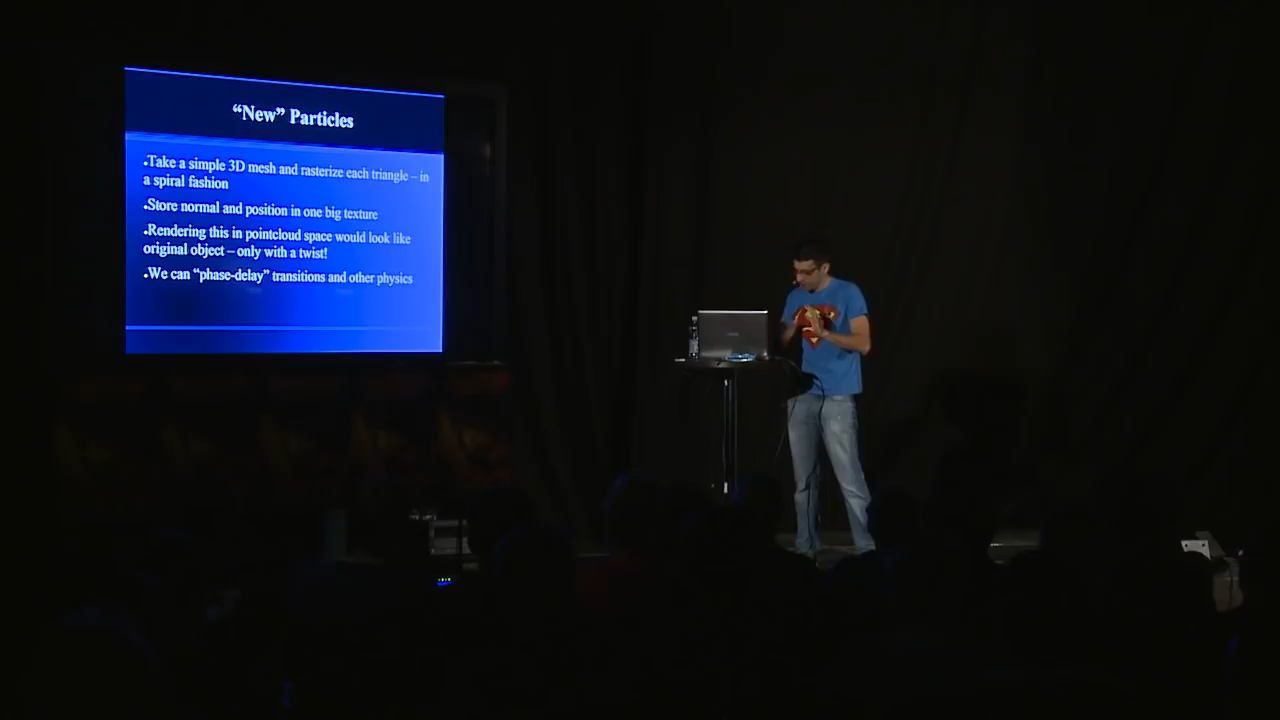 “New” Particles
•Take a simple 3D mesh and rasterize each triangle – in
a spiral fashion
•Store normal and position in one big texture
•Rendering this in pointcloud space would look like
original object – only with a twist!
•We can “phase-delay” transitions and other physics